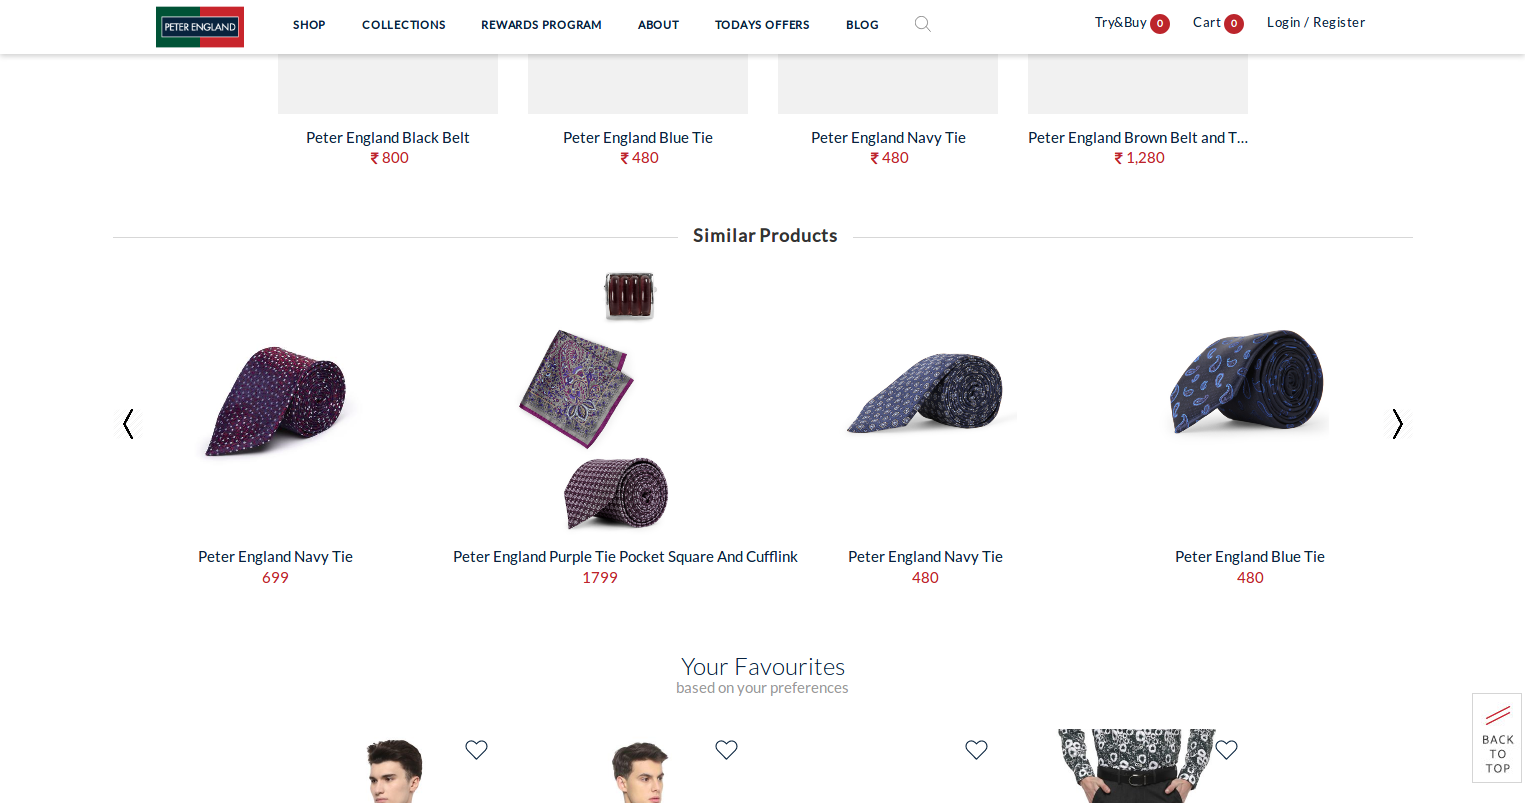 PETER ENGLAND
SHOP COLLECTIONS REWARDS PROGRAM ABOUT TODAYS OFFERS BLOG
Try&Buy 0 Cart 0 Login / Register
Peter England Black Belt
₹ 800
Peter England Blue Tie
₹ 480
Peter England Navy Tie
₹ 480
Peter England Brown Belt and T...
₹ 1,280
Similar Products
Peter England Navy Tie
699
Peter England Purple Tie Pocket Square And Cufflink
1799
Peter England Navy Tie
480
Peter England Blue Tie
480
Your Favourites
based on your preferences
BACK
TO
TOP